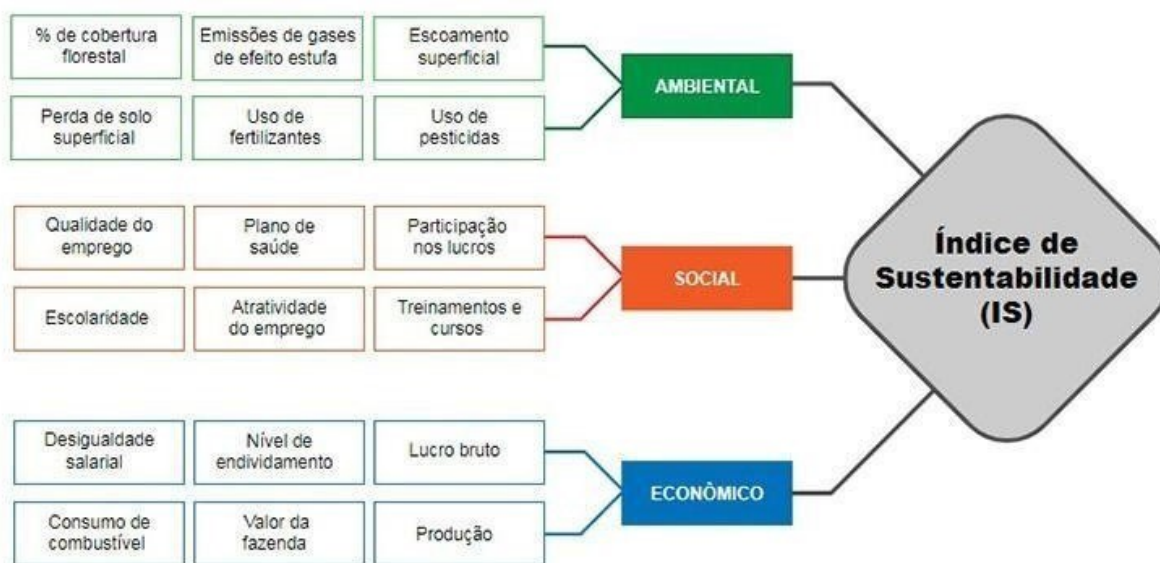 % de cobertura
florestal
Emissões de gases
de efeito estufa
Escoamento
superficial
Perda de solo
superficial
Uso de
fertilizantes
Uso de
pesticidas
AMBIENTAL
Qualidade do
emprego
Plano de
saúde
Participação
nos lucros
Escolaridade
Atratividade
do emprego
Treinamentos e
cursos
SOCIAL
Desigualdade
salarial
Nível de
endividamento
Lucro bruto
Consumo de
combustível
Valor da
fazenda
Produção
ECONÔMICO
Índice de
Sustentabilidade
(IS)